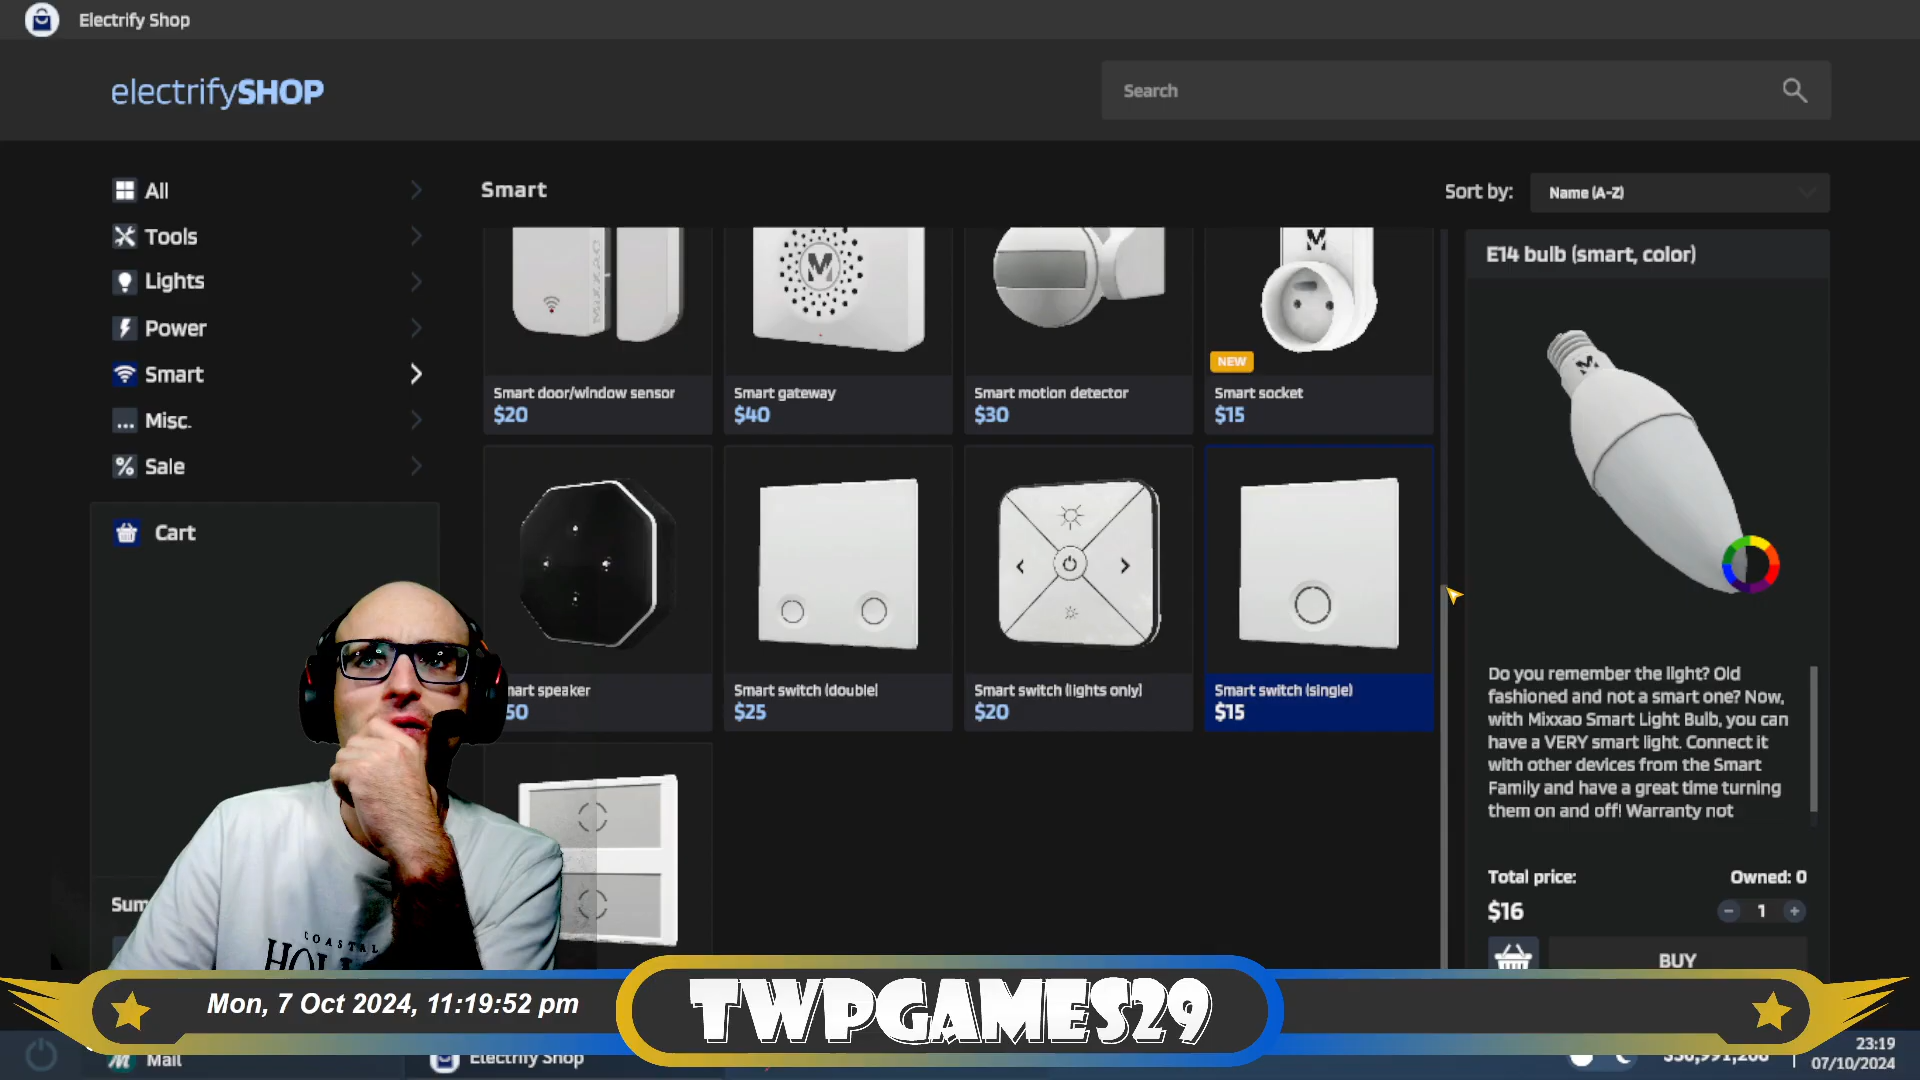 Electrify Shop
electrifySHOP
Search
All
Tools
Lights
Power
Smart
Misc.
Sale
Cart
Smart
Sort by:
Name (A-Z)
Smart door/window sensor
$20
Smart gateway
$40
Smart motion detector
$30
NEW
Smart socket
$15
speaker
Smart switch (double)
$25
Smart switch (lights only)
$20
Smart switch (single)
$15
E14 bulb (smart, color)
Do you remember the light? Old
fashioned and not a smart one? Now,
with Mixxao Smart Light Bulb, you can
have a VERY smart light. Connect it
with other devices from the Smart
Family and have a great time turning
them on and off! Warranty not
Total price:
Owned: 0
$16
1
BUY
COASTAL
Mon, 7 Oct 2024, 11:19:52 pm
TWPGAMES29
Mail
Electrify Shop
23:19
07/10/2024